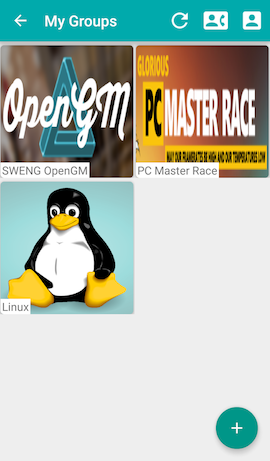 My Groups
OpenGM
SWENG OpenGM
GLORIOUS
PC MASTER RACE
MAY OUR FRAMERATES BE HIGH AND OUR TEMPERATURES LOW
PC Master Race
Linux